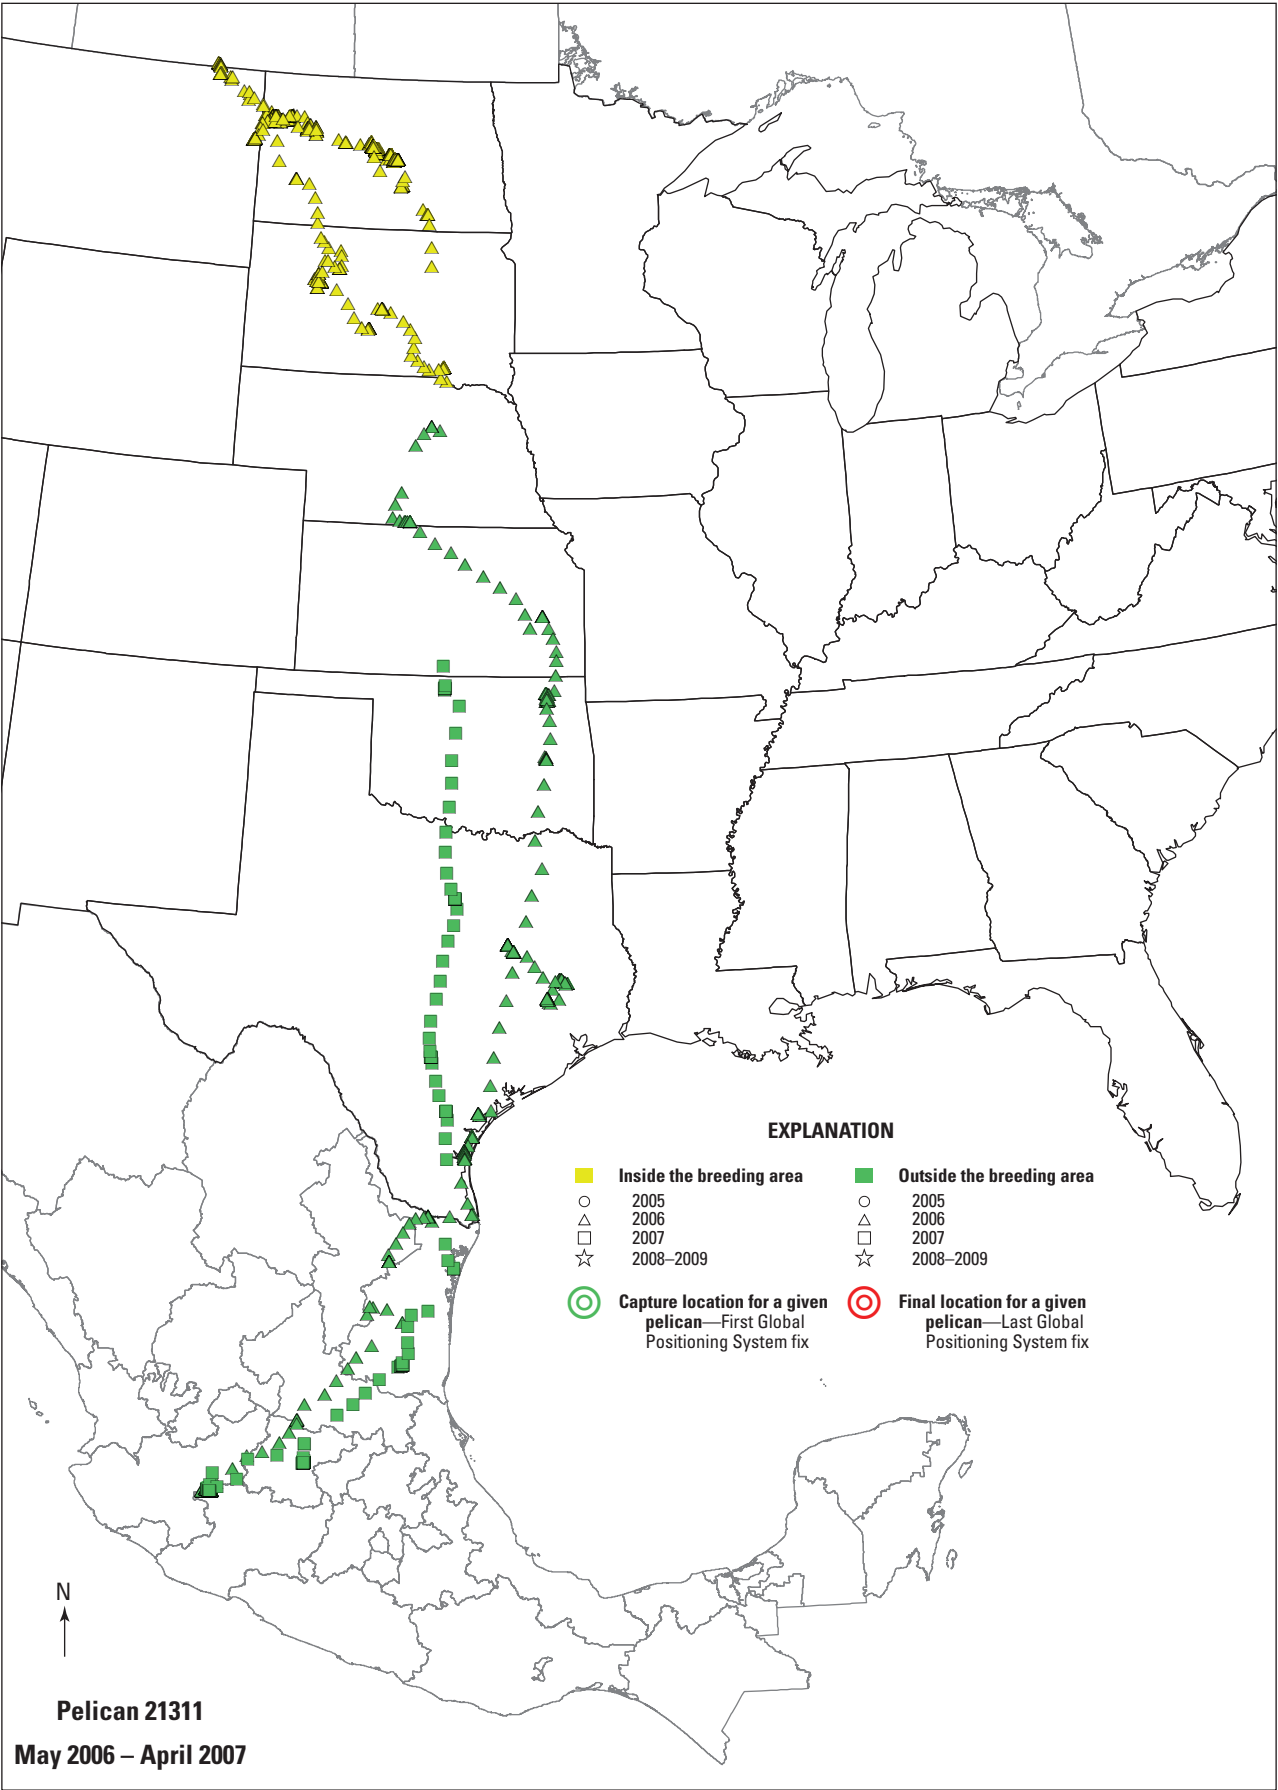 EXPLANATION
Inside the breeding area
2005
2006
2007
2008–2009
Capture location for a given
pelican—First Global
Positioning System fix
Outside the breeding area
2005
2006
2007
2008–2009
Final location for a given
pelican—Last Global
Positioning System fix
N
Pelican 21311
May 2006 – April 2007